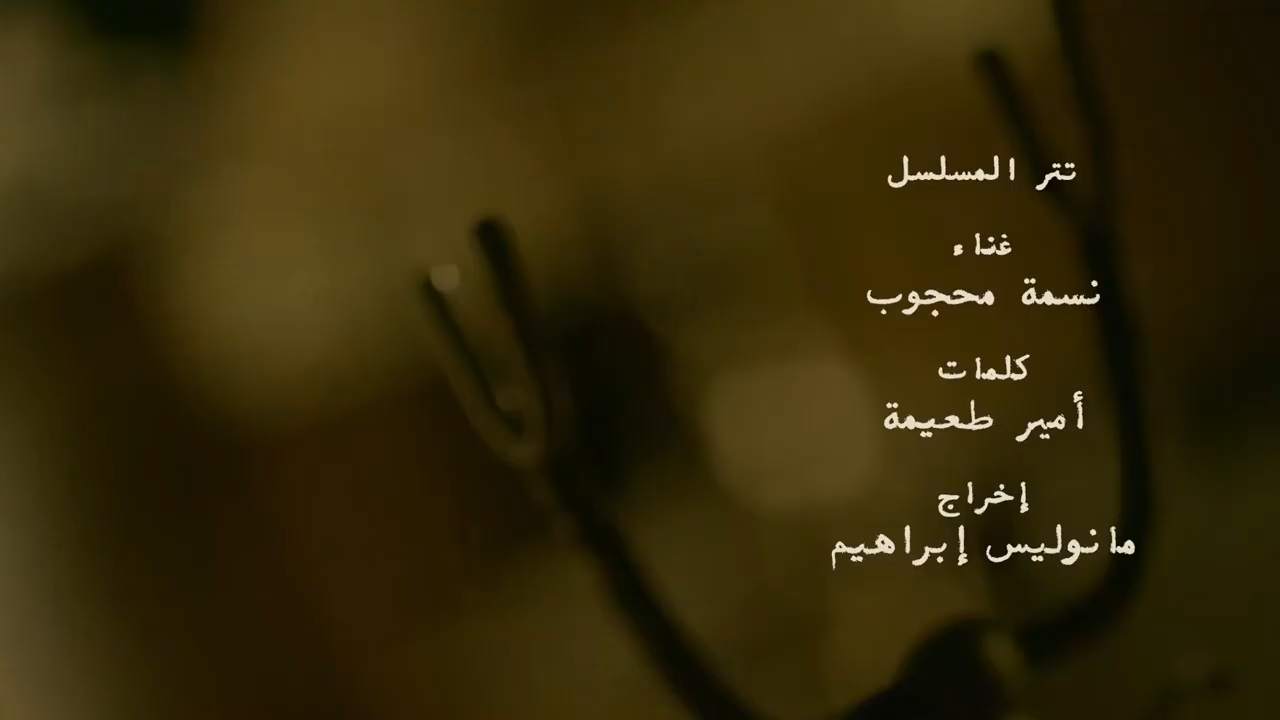 تتر المسلسل
غناء
نسمة محجوب
كلمات
أمير طعيمة
إخراج
مانوليس إبراهيم